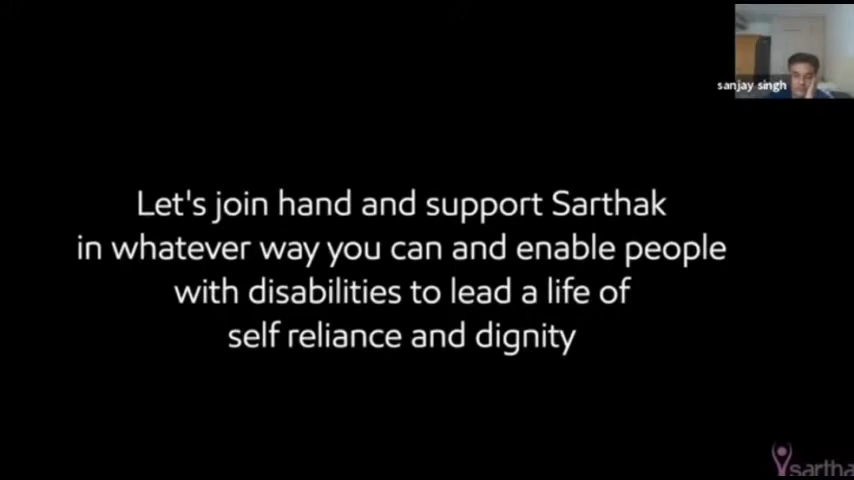 sanjay singh
Let's join hand and support Sarthak
in whatever way you can and enable people
with disabilities to lead a life of
self reliance and dignity
sartha